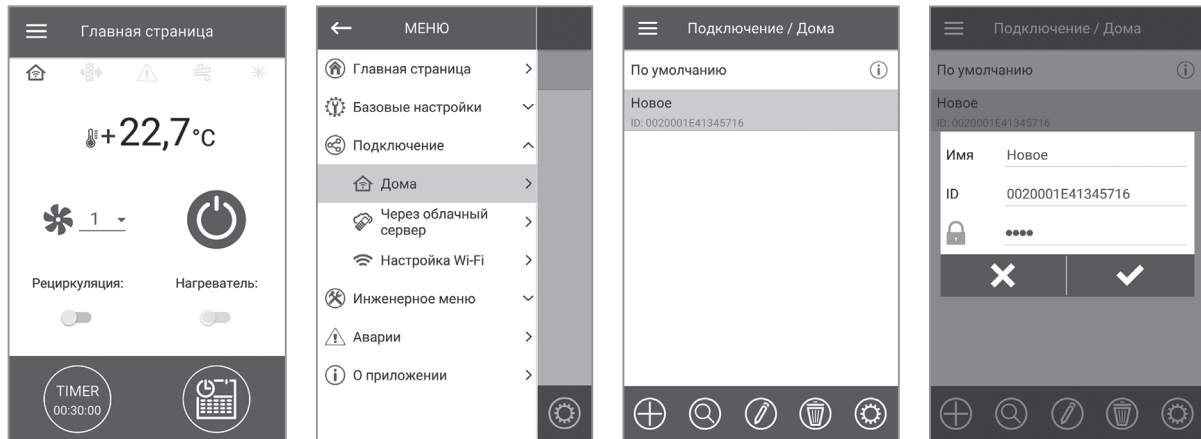 Главная страница
+22,7°C
1
Рециркуляция:
Нагреватель:
TIMER
00:30:00
МЕНЮ
Главная страница
Базовые настройки
Подключение
Дома
Через облачный
сервер
Настройка Wi-Fi
Инженерное меню
Аварии
О приложении
Подключение / Дома
По умолчанию
Новое
ID: 0020001E41345716
Подключение / Дома
По умолчанию
Новое
ID: 0020001E41345716
Имя Новое
ID 0020001E41345716
••••